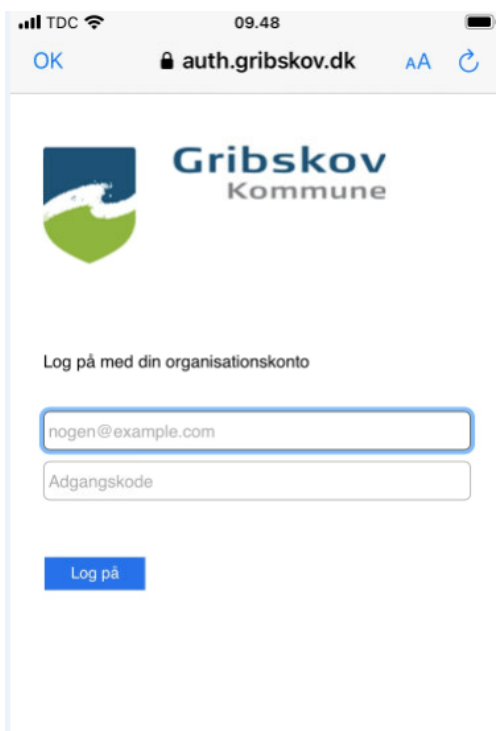 TDC 09.48
OK auth.gribskov.dk AA
Gribskov
Kommune
Log på med din organisationskonto
nogen@example.com
Adgangskode
Log på